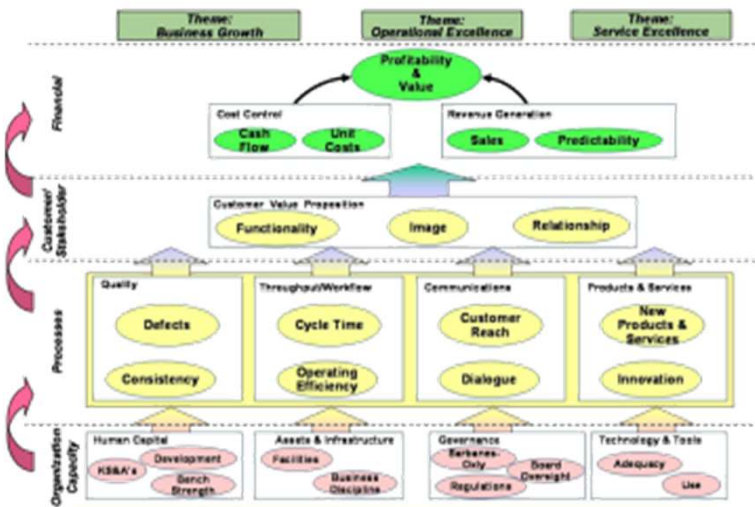 Theme:
Business Growth
Theme:
Operational Excellence
Theme:
Service Excellence
Financial
Profitability
&
Value
Cost Control
Cash
Flow
Unit
Costs
Revenue Generation
Sales
Predictability
Customer/
Stakeholder
Customer Value Proposition
Functionality
Image
Relationship
Processes
Quality
Defects
Consistency
Throughput/Workflow
Cycle Time
Operating
Efficiency
Communications
Customer
Reach
Dialogue
Products & Services
New
Products &
Services
Innovation
Organization
Capacity
Human Capital
Development
KS&A's
Bench
Strength
Assets & Infrastructure
Facilities
Business
Discipline
Governance
Board
Oversight
Regulations
Technology & Tools
Adequacy
Use